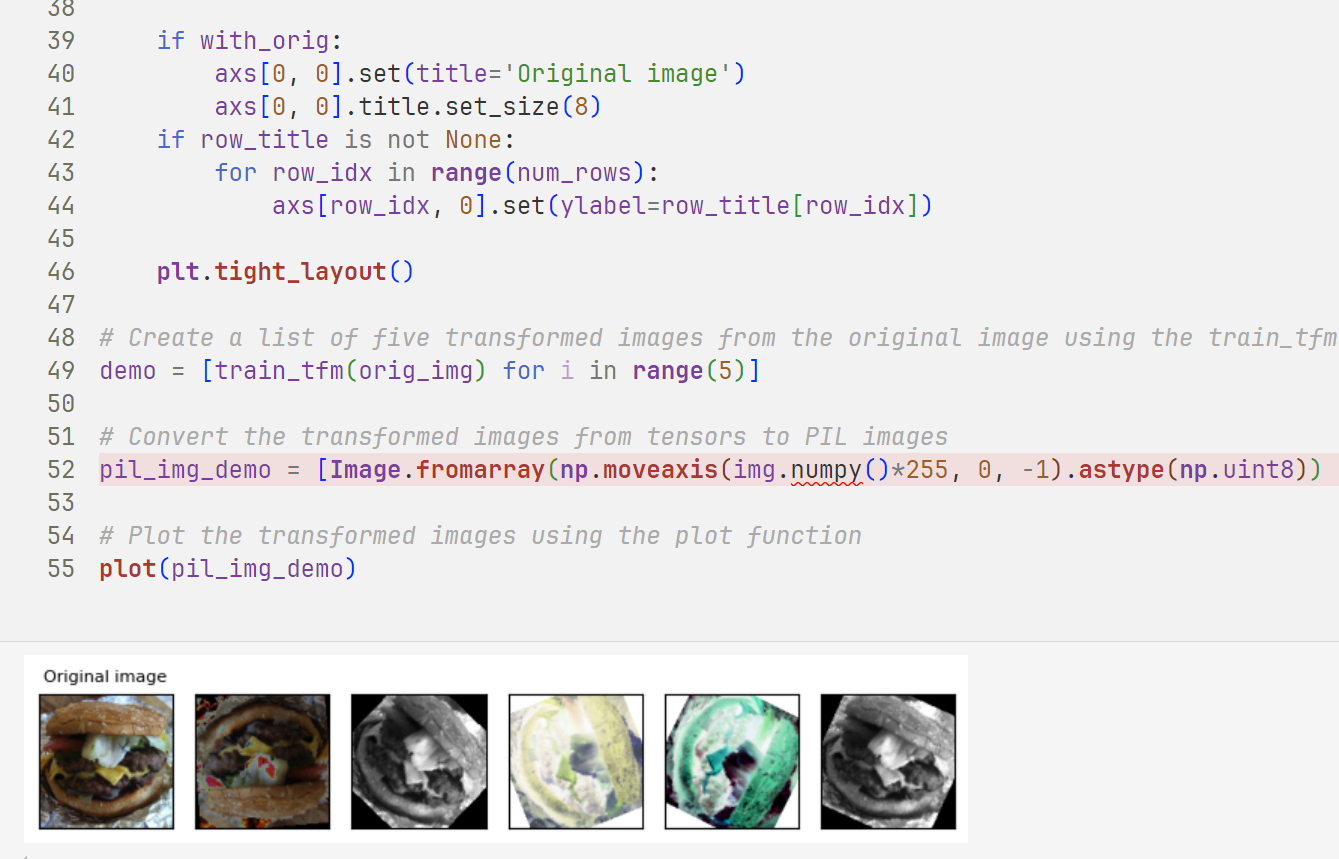 38
39 if with_orig:
40 axs[0, 0].set(title='Original image')
41 axs[0, 0].title.set_size(8)
42 if row_title is not None:
43 for row_idx in range(num_rows):
44 axs[row_idx, 0].set(ylabel=row_title[row_idx])
45
46 plt.tight_layout()
47
48 # Create a list of five transformed images from the original image using the train_tfm
49 demo = [train_tfm(orig_img) for i in range(5)]
50
51 # Convert the transformed images from tensors to PIL images
52 pil_img_demo = [Image.fromarray(np.moveaxis(img.numpy()*255, 0, -1).astype(np.uint8))
53
54 # Plot the transformed images using the plot function
55 plot(pil_img_demo)
Original image